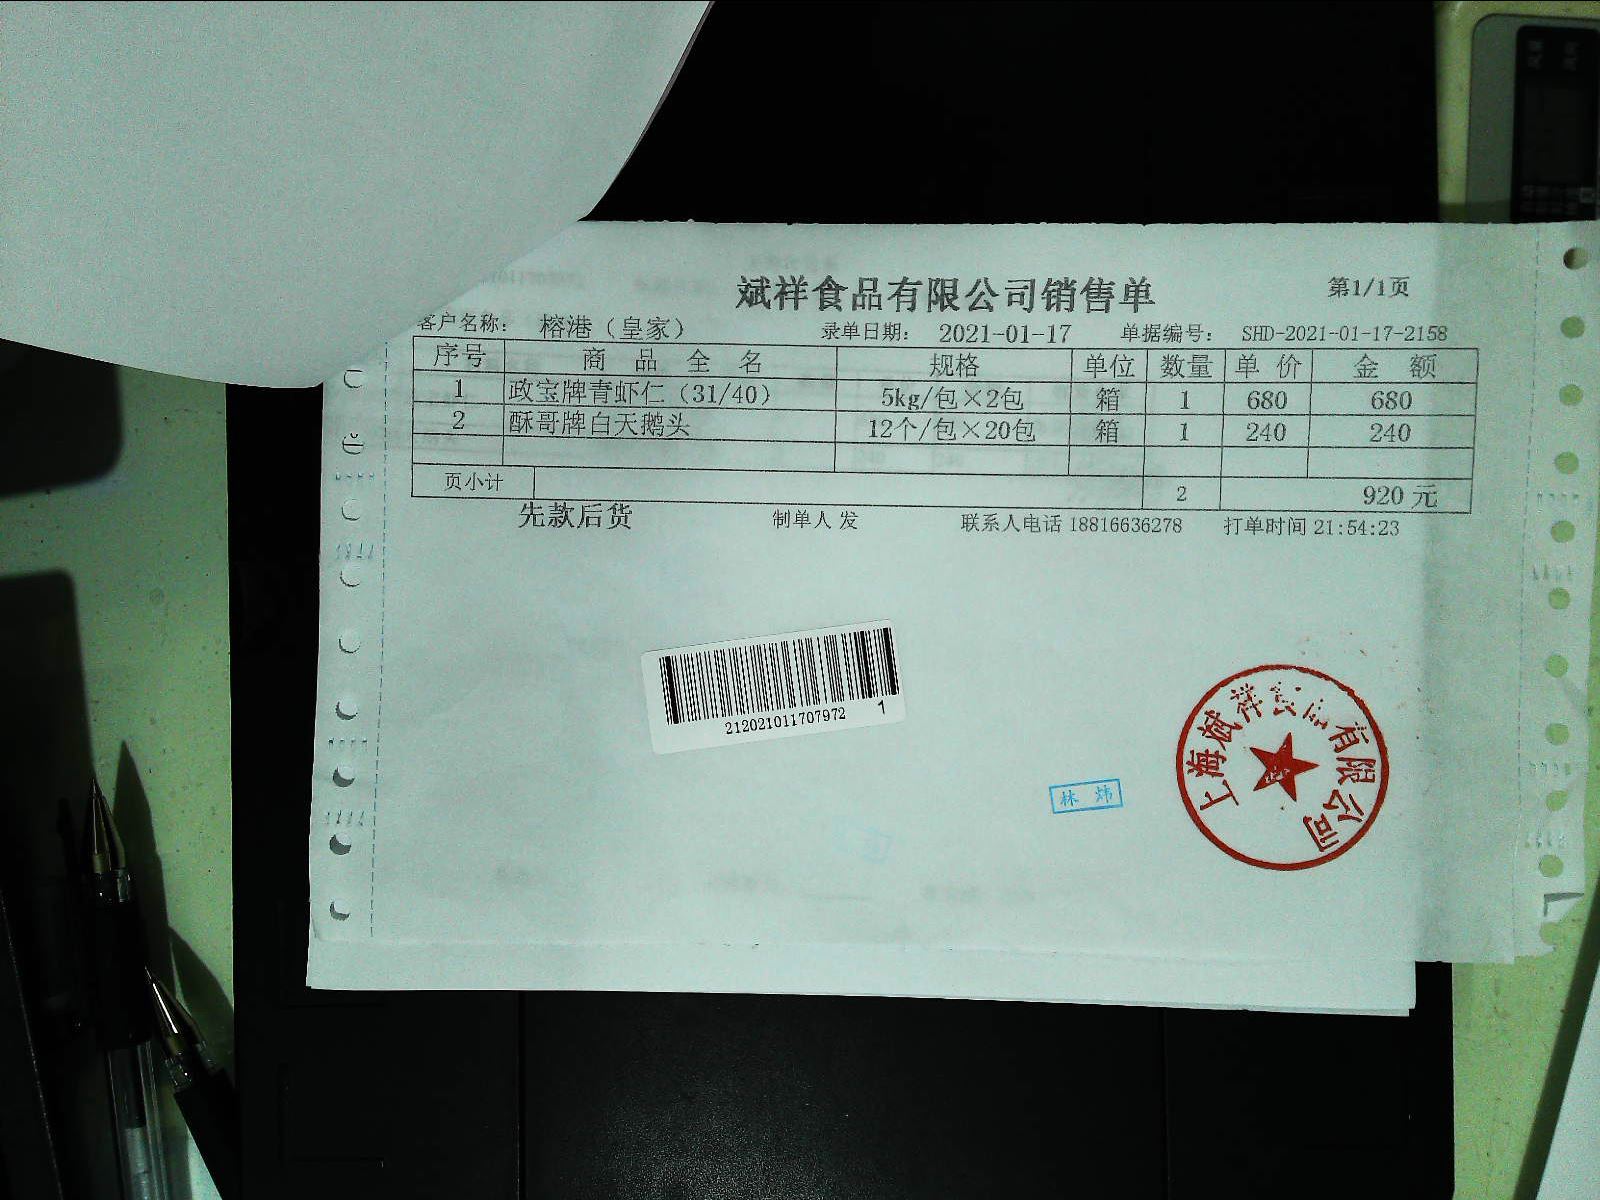 斌祥食品有限公司销售单
第1/1页
客户名称： 榕港（皇家） 录单日期： 2021-01-17 单据编号： SHD-2021-01-17-2158
序号 商 品 全 名 规格 单位 数量 单 价 金 额
1 政宝牌青虾仁（31/40） 5kg/包×2包 箱 1 680 680
2 酥哥牌白天鹅头 12个/包×20包 箱 1 240 240
页小计 2 920 元
先款后货 制单人 发 联系人电话 18816636278 打单时间 21:54:23
212021011707972 1
林 炜
上海斌祥食品有限公司